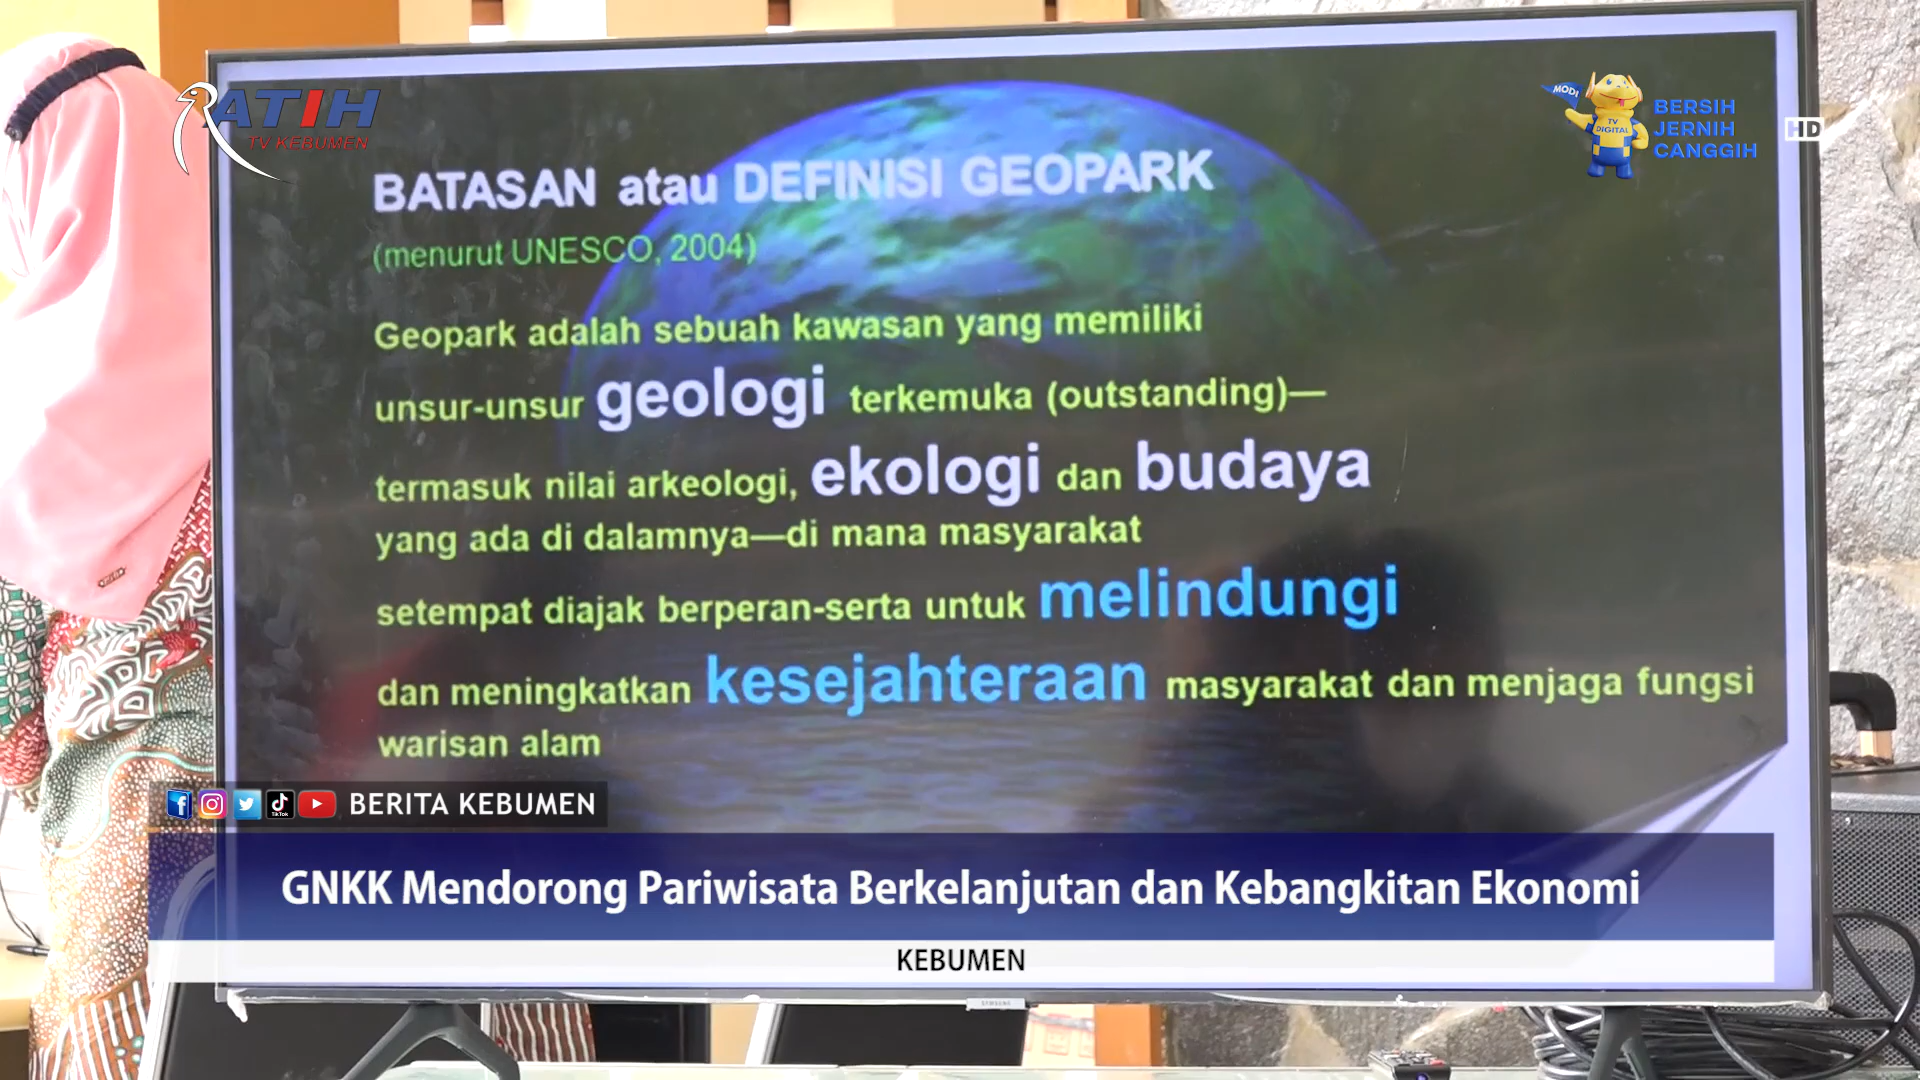 RATIH
TV KEBUMEN
MODI
TV
DIGITAL
BERSIH
JERNIH
CANGGIH
HD
BATASAN atau DEFINISI GEOPARK
(menurut UNESCO, 2004)
Geopark adalah sebuah kawasan yang memiliki
unsur-unsur geologi terkemuka (outstanding)—
termasuk nilai arkeologi, ekologi dan budaya
yang ada di dalamnya—di mana masyarakat
setempat diajak berperan-serta untuk melindungi
dan meningkatkan kesejahteraan masyarakat dan menjaga fungsi
warisan alam
TikTok
BERITA KEBUMEN
GNKK Mendorong Pariwisata Berkelanjutan dan Kebangkitan Ekonomi
KEBUMEN
SAMSUNG